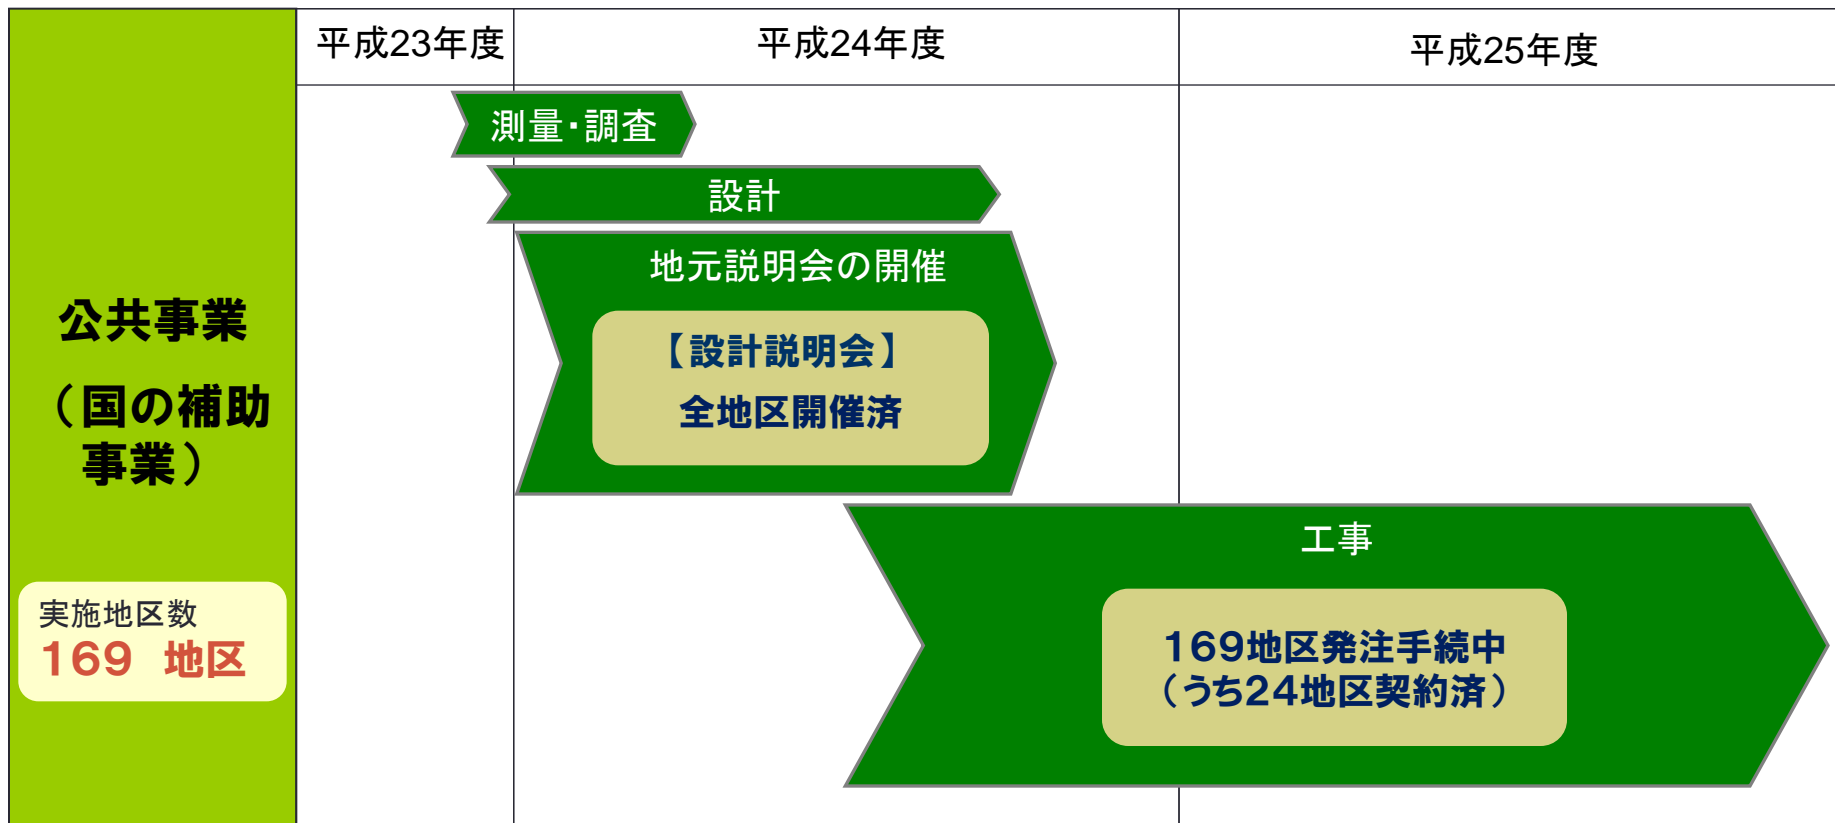 平成23年度
平成24年度
平成25年度
公共事業
（国の補助
事業）
実施地区数
169　地区
測量・調査
設計
地元説明会の開催
【設計説明会】
全地区開催済
工事
169地区発注手続中
（うち24地区契約済）